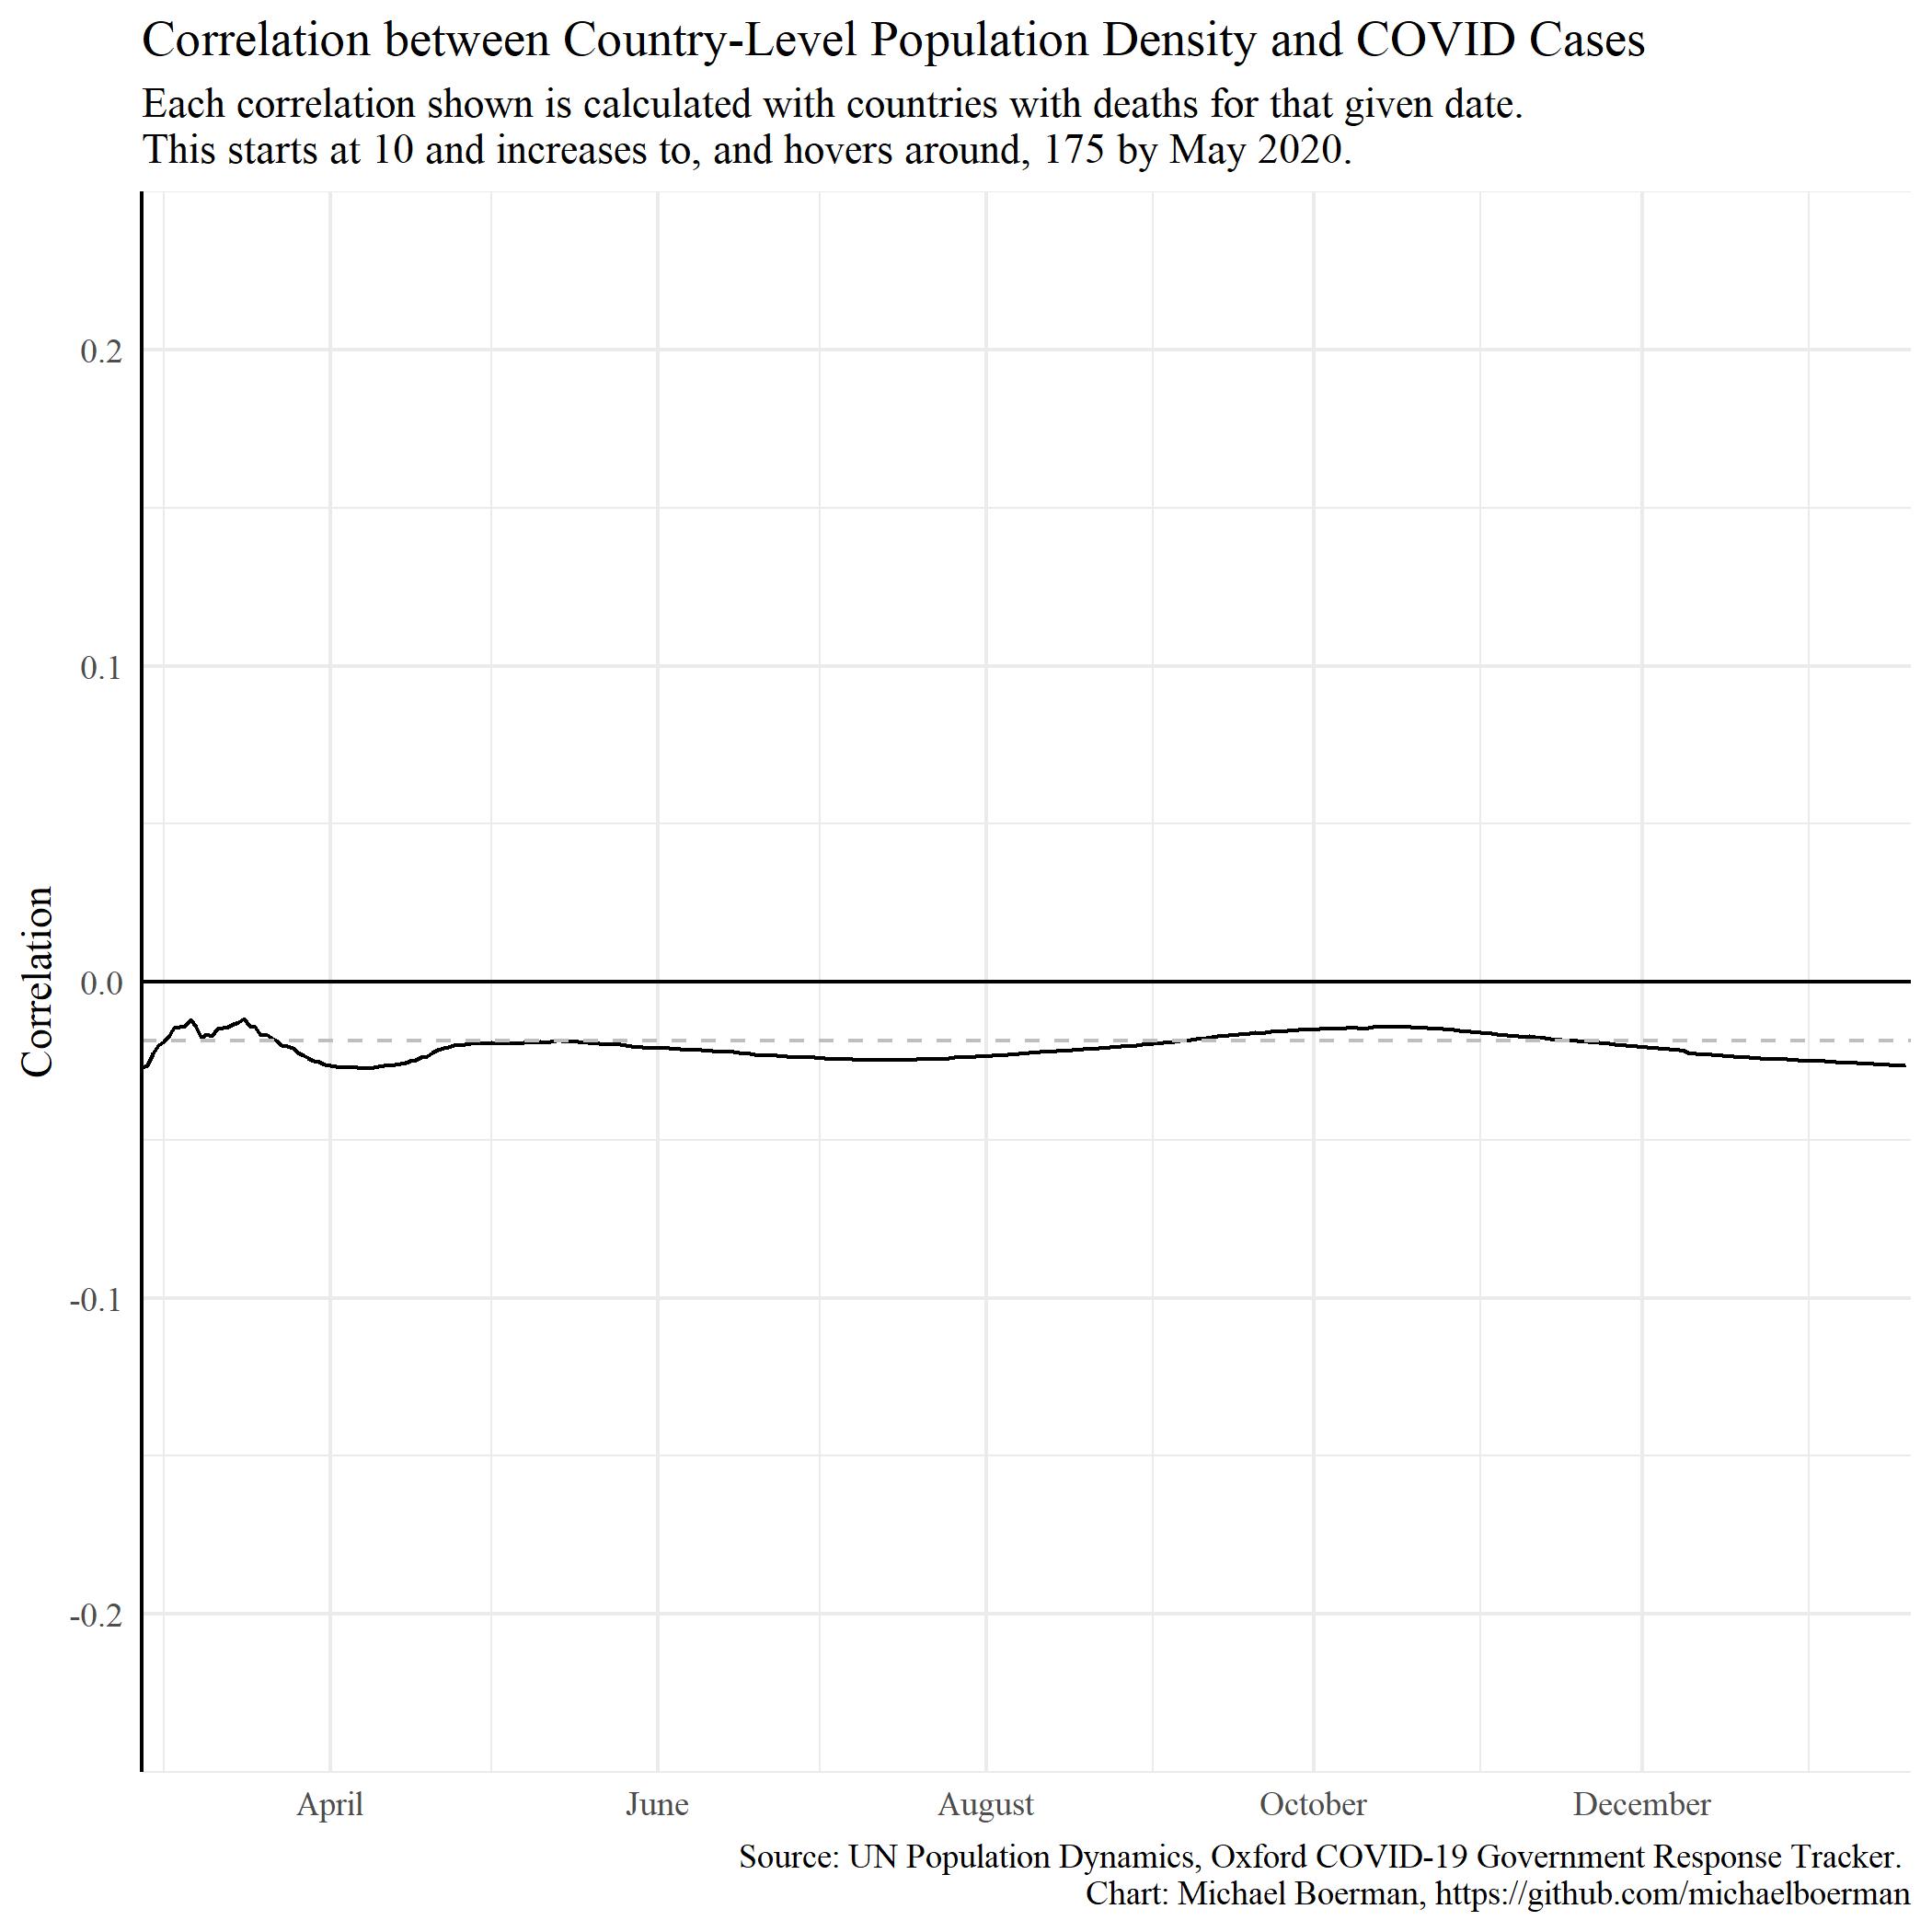 Correlation between Country-Level Population Density and COVID Cases
Each correlation shown is calculated with countries with deaths for that given date.
This starts at 10 and increases to, and hovers around, 175 by May 2020.
Correlation
0.2
0.1
0.0
-0.1
-0.2
April June August October December
Source: UN Population Dynamics, Oxford COVID-19 Government Response Tracker.
Chart: Michael Boerman, https://github.com/michaelboerman